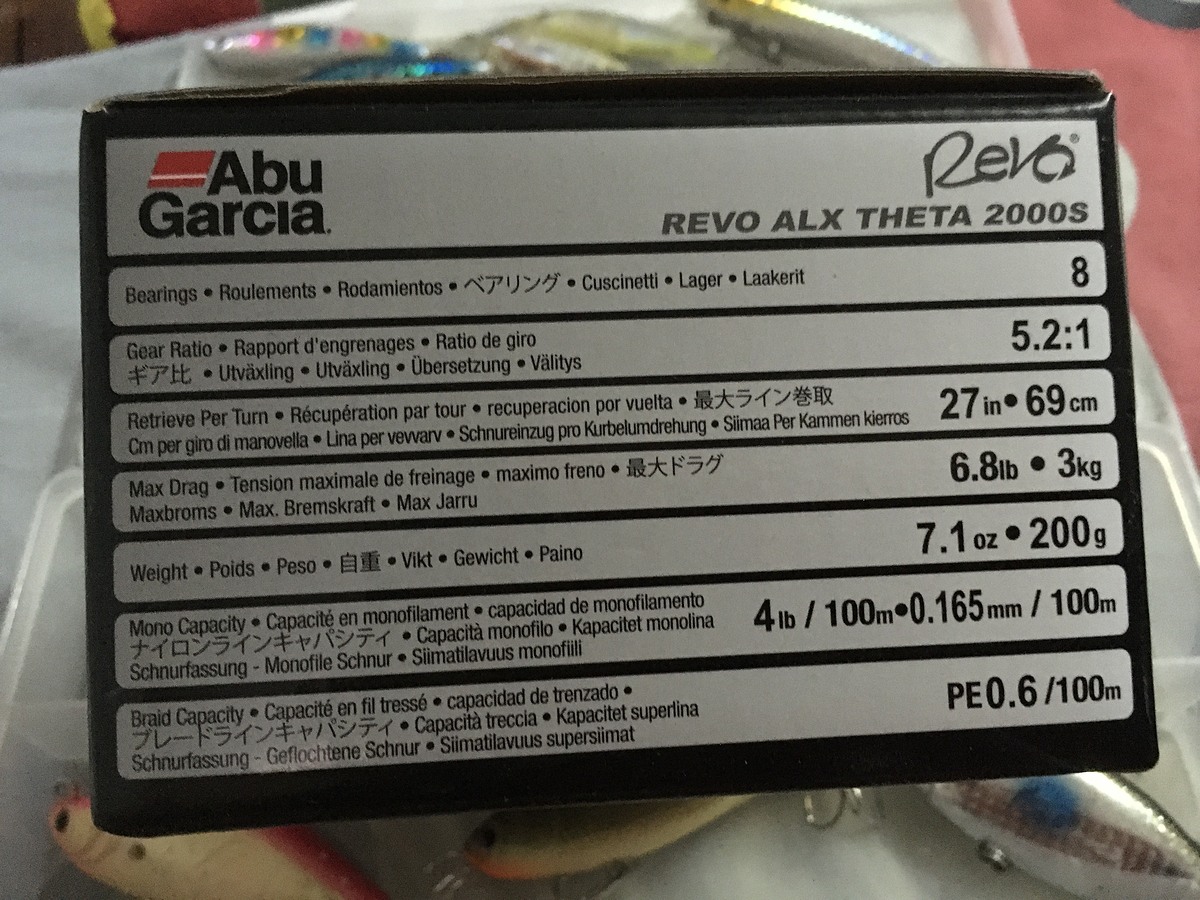 Abu
Garcia.
Revo®
REVO ALX THETA 2000S
Bearings • Roulements • Rodamientos • ベアリング • Cuscinetti • Lager • Laakerit
8
Gear Ratio • Rapport d'engrenages • Ratio de giro
ギア比 • Utväxling • Utväxling • Übersetzung • Välitys
5.2:1
Retrieve Per Turn • Récupération par tour • recuperacion por vuelta • 最大ライン巻取
Cm per giro di manovella • Lina per vevvarv • Schnureinzug pro Kurbelumdrehung • Siimaa Per Kammen kierros
27in • 69cm
Max Drag • Tension maximale de freinage • maximo freno • 最大ドラグ
Maxbroms • Max. Bremskraft • Max Jarru
6.8lb • 3kg
Weight • Poids • Peso • 自重 • Vikt • Gewicht • Paino
7.1oz • 200g
Mono Capacity • Capacité en monofilament • capacidad de monofilamento
ナイロンラインキャパシティ • Capacità monofilo • Kapacitet monolina
Schnurfassung - Monofile Schnur • Siimatilavuus monofiili
4lb / 100m•0.165mm / 100m
Braid Capacity • Capacité en fil tressé • capacidad de trenzado •
ブレードラインキャパシティ • Capacità treccia • Kapacitet superlina
Schnurfassung - Geflochtene Schnur • Siimatilavuus supersiimat
PE0.6 /100m